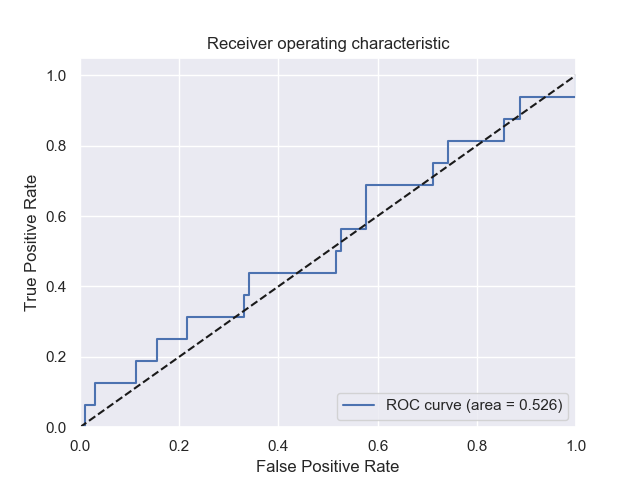 Receiver operating characteristic
1.0
0.8
0.6
0.4
0.2
0.0
True Positive Rate
ROC curve (area = 0.526)
0.0 0.2 0.4 0.6 0.8 1.0
False Positive Rate